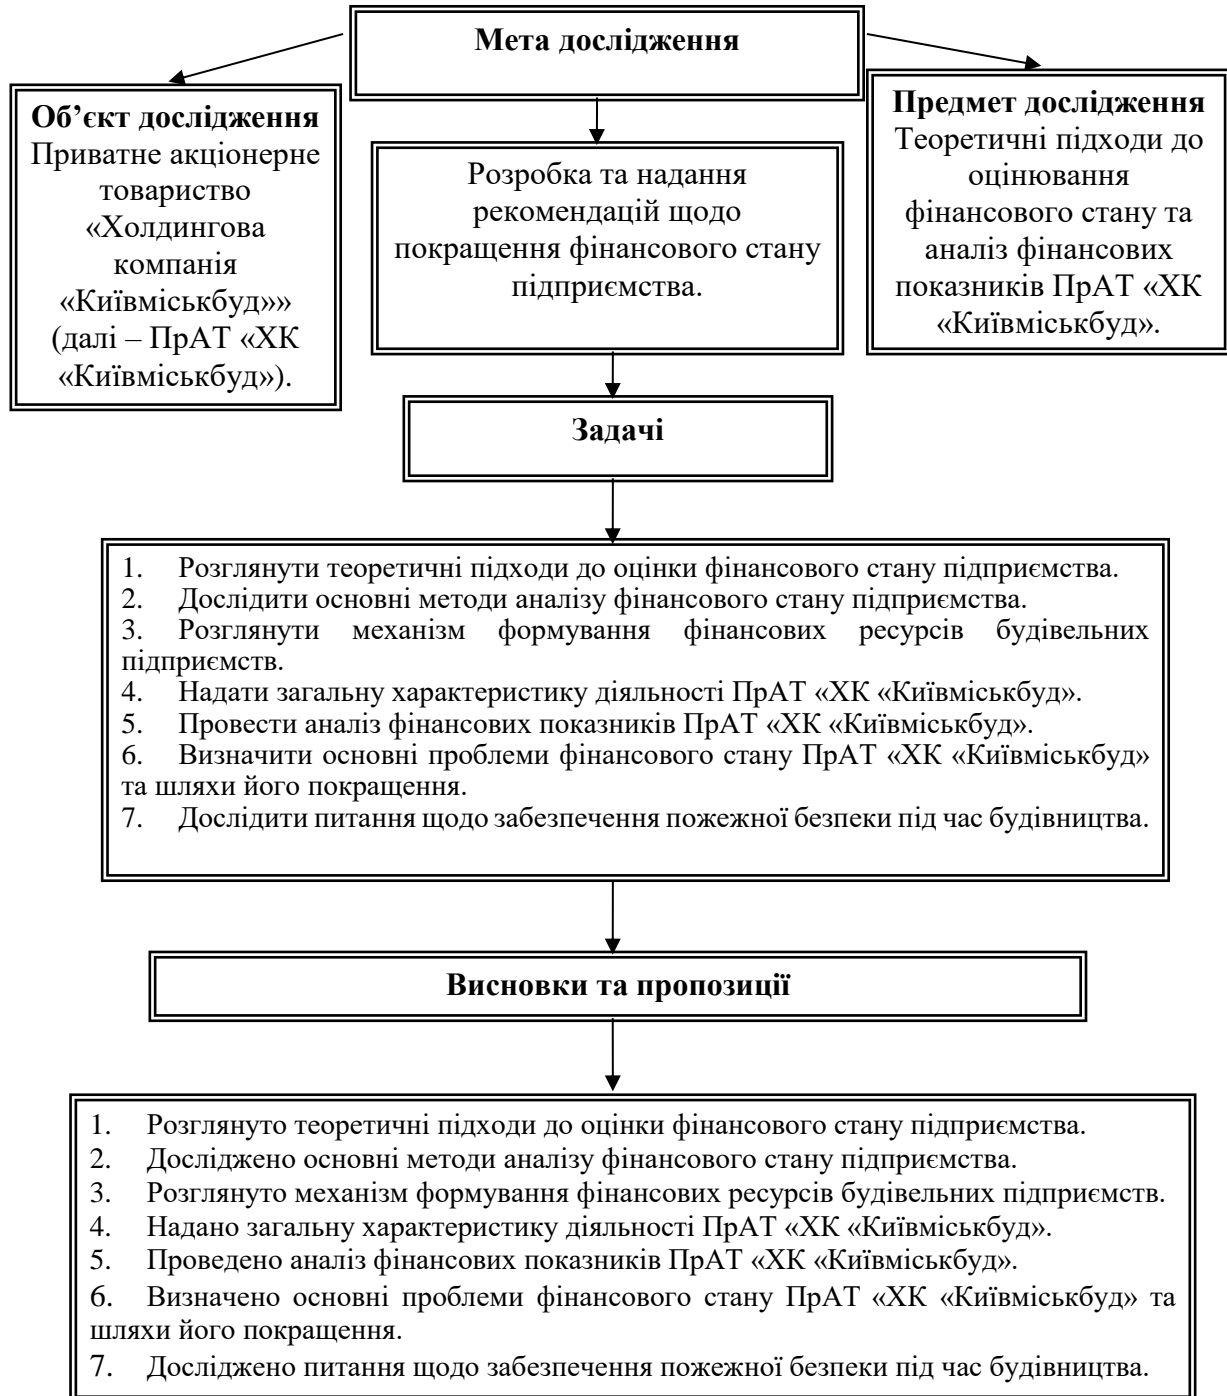 Мета дослідження
Об’єкт дослідження
Приватне акціонерне
товариство
«Холдингова
компанія
«Київміськбуд»»
(далі – ПрАТ «ХК
«Київміськбуд»).
Розробка та надання
рекомендацій щодо
покращення фінансового стану
підприємства.
Предмет дослідження
Теоретичні підходи до
оцінювання
фінансового стану та
аналіз фінансових
показників ПрАТ «ХК
«Київміськбуд».
Задачі
1. Розглянути теоретичні підходи до оцінки фінансового стану підприємства.
2. Дослідити основні методи аналізу фінансового стану підприємства.
3. Розглянути механізм формування фінансових ресурсів будівельних
підприємств.
4. Надати загальну характеристику діяльності ПрАТ «ХК «Київміськбуд».
5. Провести аналіз фінансових показників ПрАТ «ХК «Київміськбуд».
6. Визначити основні проблеми фінансового стану ПрАТ «ХК «Київміськбуд»
та шляхи його покращення.
7. Дослідити питання щодо забезпечення пожежної безпеки під час будівництва.
Висновки та пропозиції
1. Розглянуто теоретичні підходи до оцінки фінансового стану підприємства.
2. Досліджено основні методи аналізу фінансового стану підприємства.
3. Розглянуто механізм формування фінансових ресурсів будівельних підприємств.
4. Надано загальну характеристику діяльності ПрАТ «ХК «Київміськбуд».
5. Проведено аналіз фінансових показників ПрАТ «ХК «Київміськбуд».
6. Визначено основні проблеми фінансового стану ПрАТ «ХК «Київміськбуд» та
шляхи його покращення.
7. Досліджено питання щодо забезпечення пожежної безпеки під час будівництва.